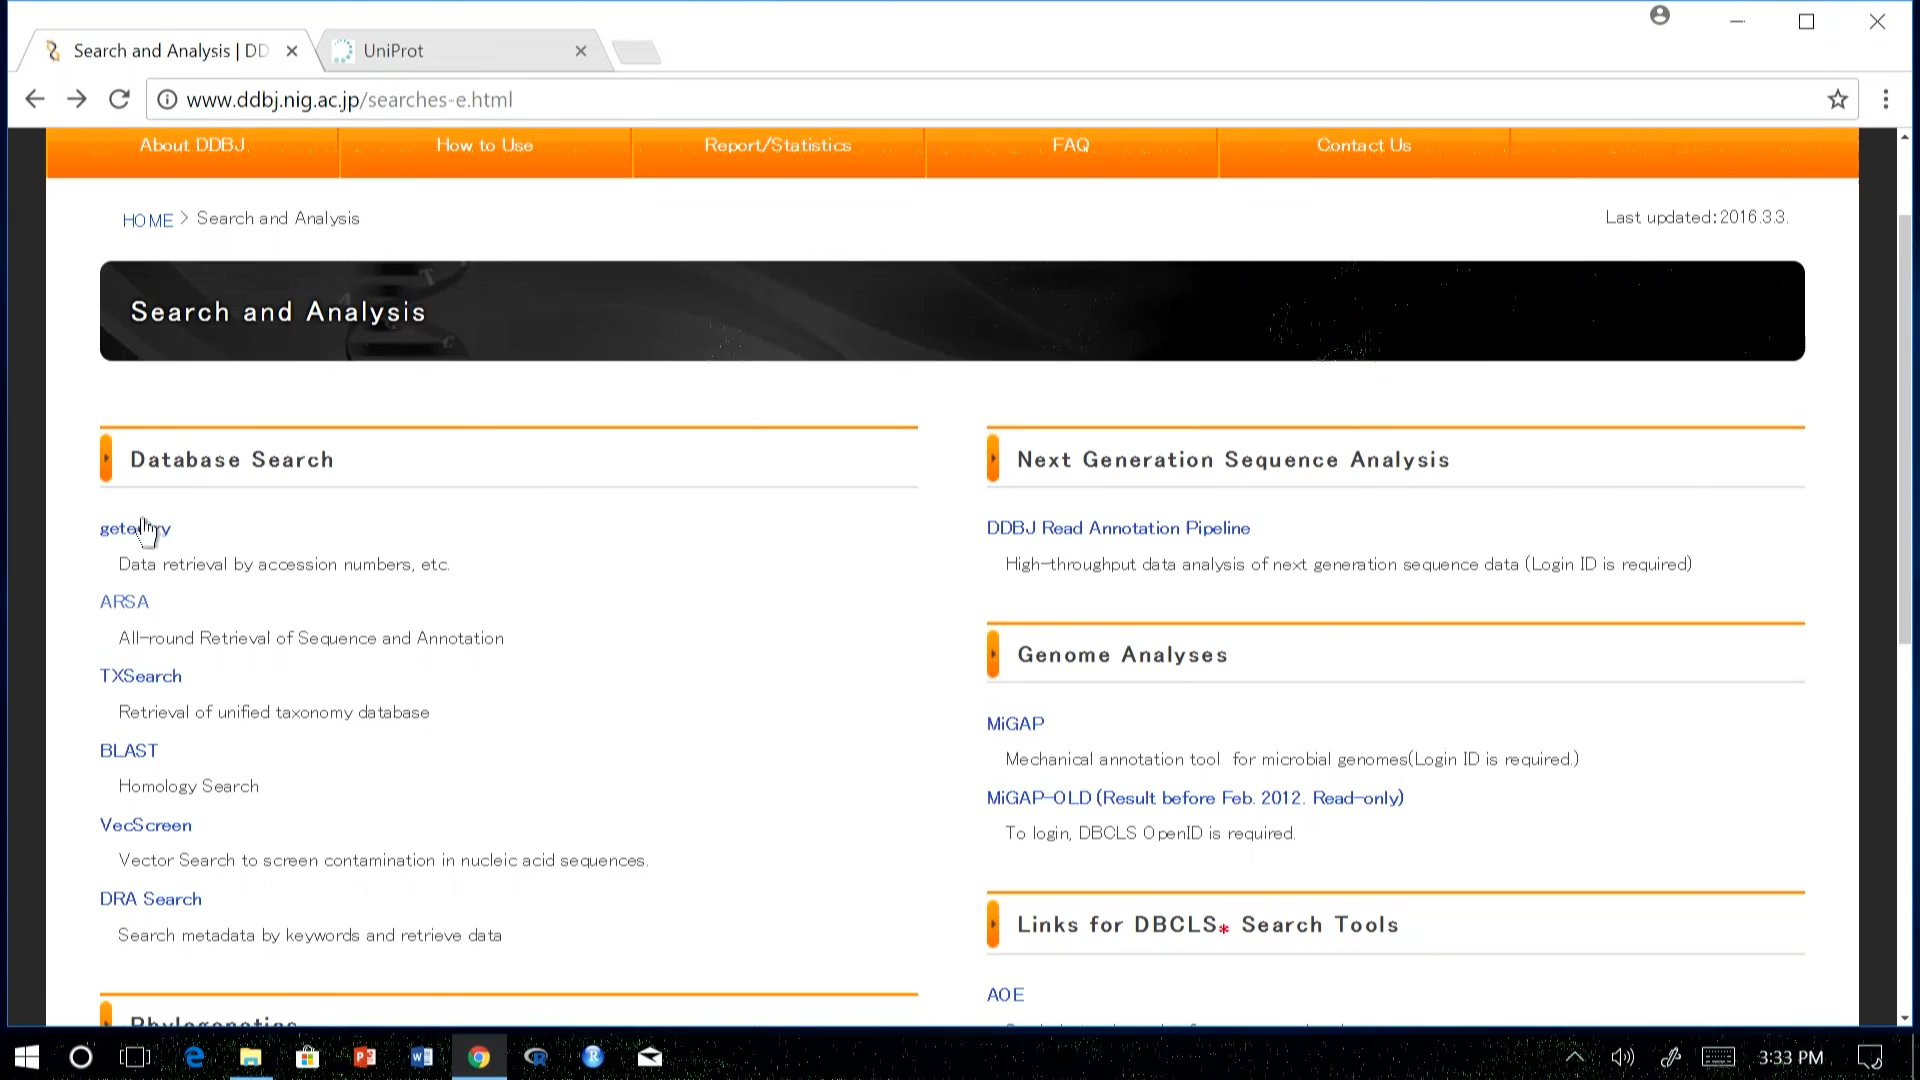 Search and Analysis | DD
UniProt
www.ddbj.nig.ac.jp/searches-e.html
About DDBJ
How to Use
Report/Statistics
FAQ
Contact Us
HOME > Search and Analysis
Last updated:2016.3.3.
Search and Analysis
Database Search
Data retrieval by accession numbers, etc.
ARSA
All-round Retrieval of Sequence and Annotation
TXSearch
Retrieval of unified taxonomy database
BLAST
Homology Search
VecScreen
Vector Search to screen contamination in nucleic acid sequences.
DRA Search
Search metadata by keywords and retrieve data
Next Generation Sequence Analysis
DDBJ Read Annotation Pipeline
High-throughput data analysis of next generation sequence data (Login ID is required)
Genome Analyses
MiGAP
Mechanical annotation tool for microbial genomes(Login ID is required.)
MiGAP-OLD (Result before Feb. 2012. Read-only)
To login, DBCLS OpenID is required.
Links for DBCLS* Search Tools
AOE
3:33 PM